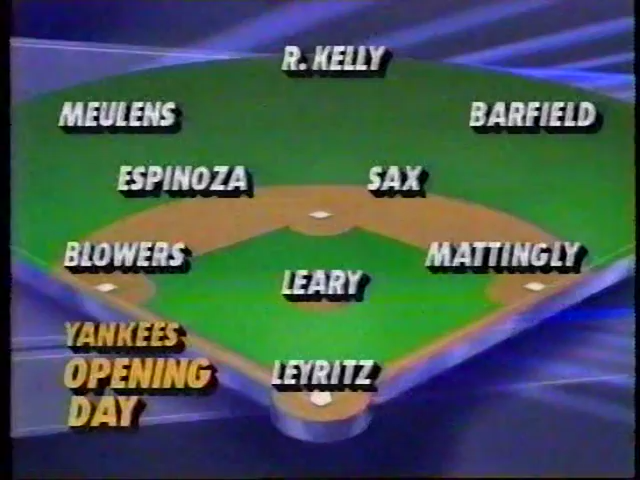 R. KELLY
MEULENS
BARFIELD
ESPINOZA
SAX
BLOWERS
MATTINGLY
LEARY
LEYRITZ
YANKEES
OPENING
DAY